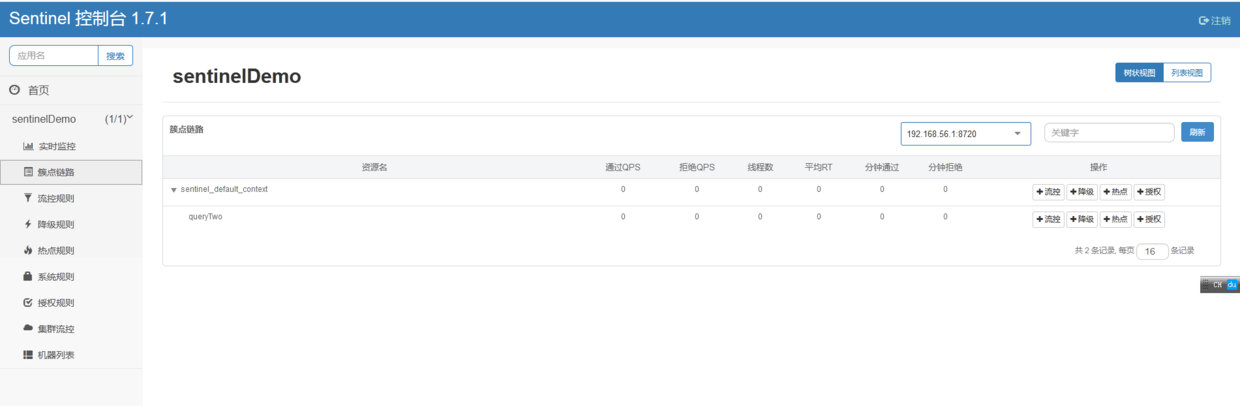 Sentinel 控制台 1.7.1
注销
应用名 搜索
首页
sentinelDemo (1/1)
实时监控
簇点链路
流控规则
降级规则
热点规则
系统规则
授权规则
集群流控
机器列表
sentinelDemo
树状视图 列表视图
簇点链路
192.168.56.1:8720 关键字 刷新
资源名 通过QPS 拒绝QPS 线程数 平均RT 分钟通过 分钟拒绝 操作
sentinel_default_context 0 0 0 0 0 0 +流控 +降级 +热点 +授权
queryTwo 0 0 0 0 0 0 +流控 +降级 +热点 +授权
共 2 条记录, 每页 16 条记录
CK du